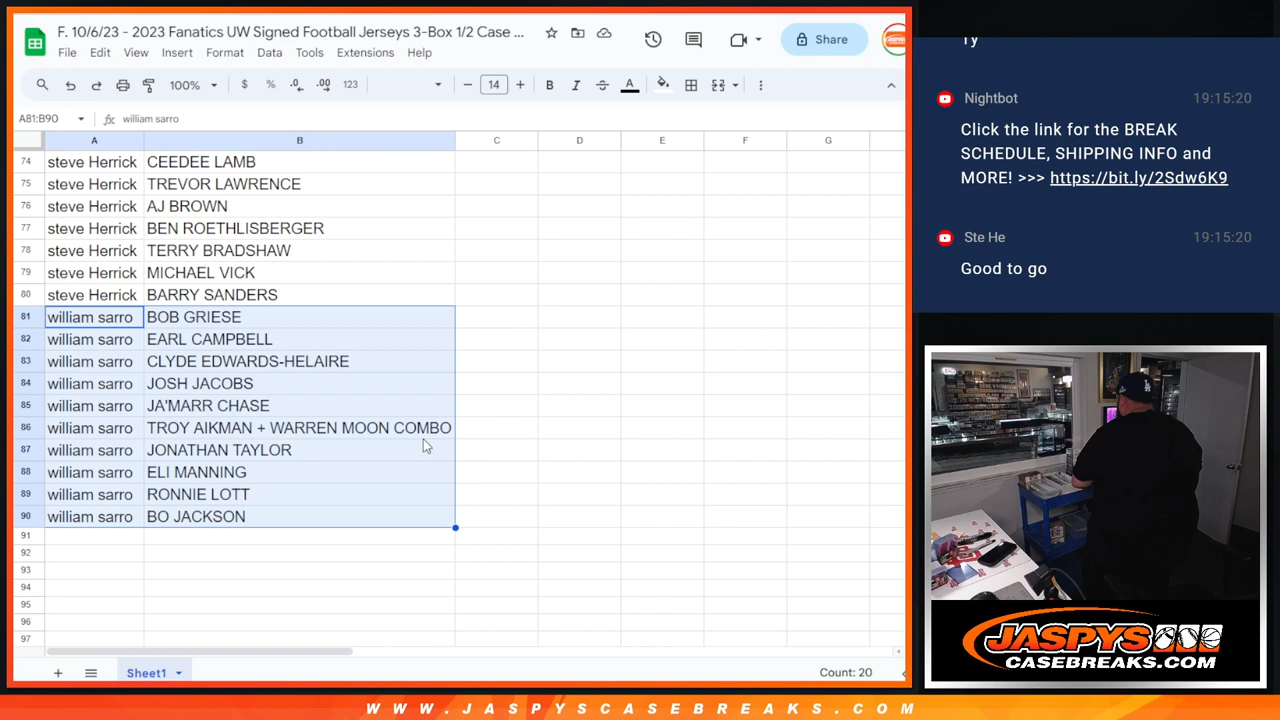 F. 10/6/23 - 2023 Fanatics UW Signed Football Jerseys 3-Box 1/2 Case ...
File Edit View Insert Format Data Tools Extensions Help
Share
100% $ % .0 .00 123 14 B I A
A81:B90 fx william sarro
A B C D E F G
74 steve Herrick CEEDEE LAMB
75 steve Herrick TREVOR LAWRENCE
76 steve Herrick AJ BROWN
77 steve Herrick BEN ROETHLISBERGER
78 steve Herrick TERRY BRADSHAW
79 steve Herrick MICHAEL VICK
80 steve Herrick BARRY SANDERS
81 william sarro BOB GRIESE
82 william sarro EARL CAMPBELL
83 william sarro CLYDE EDWARDS-HELAIRE
84 william sarro JOSH JACOBS
85 william sarro JA'MARR CHASE
86 william sarro TROY AIKMAN + WARREN MOON COMBO
87 william sarro JONATHAN TAYLOR
88 william sarro ELI MANNING
89 william sarro RONNIE LOTT
90 william sarro BO JACKSON
91
92
93
94
95
96
97
Sheet1
Count: 20
Nightbot 19:15:20
Click the link for the BREAK
SCHEDULE, SHIPPING INFO and
MORE! >>> https://bit.ly/2Sdw6K9
Ste He 19:15:20
Good to go
JASPYS
CASEBREAKS.COM
WWW.JASPYSCASEBREAKS.COM